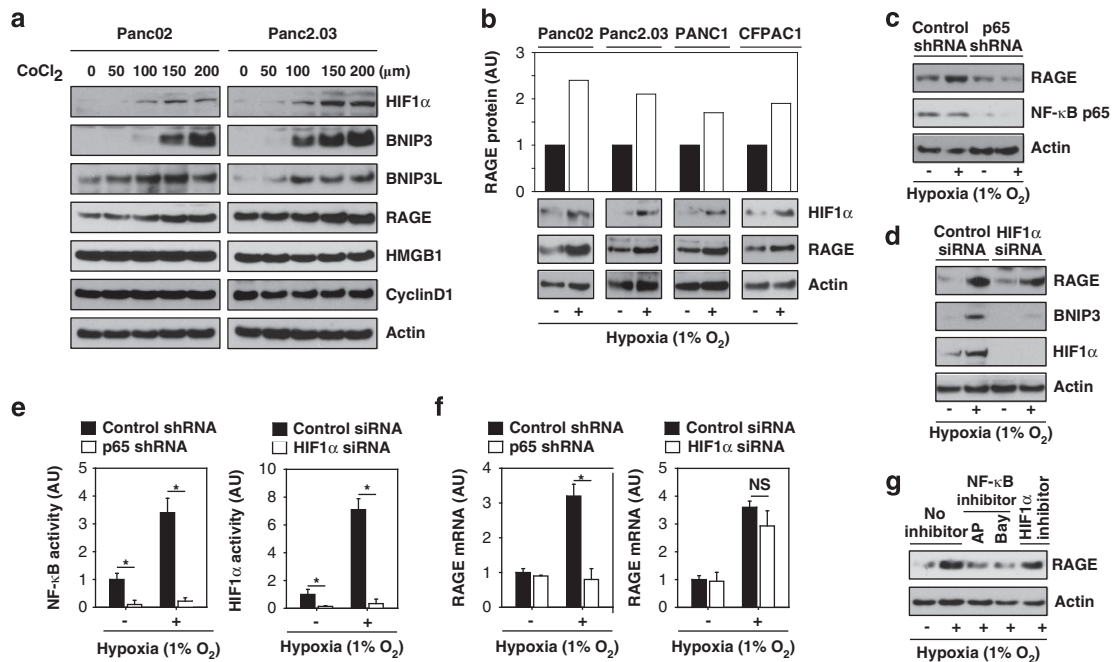 a
Panc02 Panc2.03
CoCl2 0 50 100 150 200 0 50 100 150 200 (μm)
HIF1α
BNIP3
BNIP3L
RAGE
HMGB1
CyclinD1
Actin
b
Panc02 Panc2.03 PANC1 CFPAC1
RAGE protein (AU)
3
2
1
0
HIF1α
RAGE
Actin
- + - + - + - +
Hypoxia (1% O2)
c
Control shRNA
p65 shRNA
RAGE
NF-κB p65
Actin
- + - +
Hypoxia (1% O2)
d
Control siRNA
HIF1α siRNA
RAGE
BNIP3
HIF1α
Actin
- + - +
Hypoxia (1% O2)
e
Control shRNA
p65 shRNA
NF-κB activity (AU)
5
4
3
2
1
0
* *
- +
Hypoxia (1% O2)
Control siRNA
HIF1α siRNA
HIF1α activity (AU)
10
8
6
4
2
0
* *
- +
Hypoxia (1% O2)
f
Control shRNA
p65 shRNA
RAGE mRNA (AU)
4
3
2
1
0
*
- +
Hypoxia (1% O2)
Control siRNA
HIF1α siRNA
RAGE mRNA (AU)
5
4
3
2
1
0
NS
- +
Hypoxia (1% O2)
g
No inhibitor
NF-κB inhibitor
AP
Bay
HIF1α inhibitor
RAGE
Actin
- + + + +
Hypoxia (1% O2)